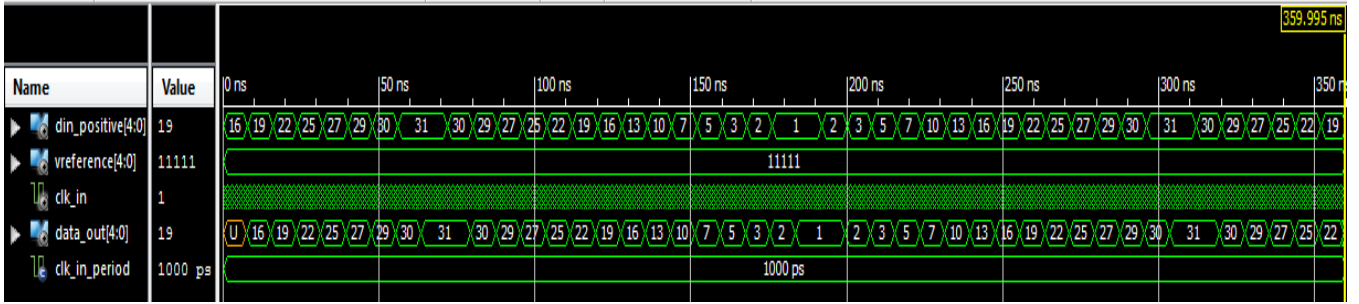 359.995 ns
Name Value 0 ns 50 ns 100 ns 150 ns 200 ns 250 ns 300 ns 350 n
din_positive[4:0] 19 16 19 22 25 27 29 30 31 30 29 27 25 22 19 16 13 10 7 5 3 2 1 2 3 5 7 10 13 16 19 22 25 27 29 30 31 30 29 27 25 22 19
vreference[4:0] 11111 11111
clk_in 1
data_out[4:0] 19 U 16 19 22 25 27 29 30 31 30 29 27 25 22 19 16 13 10 7 5 3 2 1 2 3 5 7 10 13 16 19 22 25 27 29 30 31 30 29 27 25 22
clk_in_period 1000 ps 1000 ps